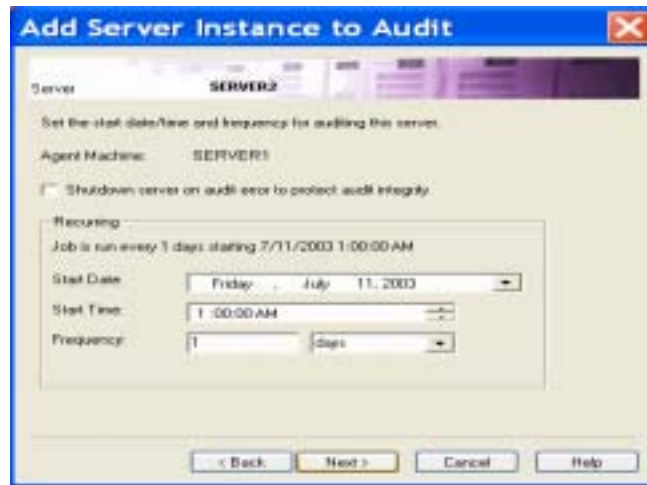 Add Server Instance to Audit
Server SERVER2
Set the start date/time and frequency for auditing this server.
Agent Machine: SERVER1
Shutdown server on audit error to protect audit integrity
Recurring
Job is run every 1 days starting 7/11/2003 1:00:00 AM
Start Date Friday , July 11, 2003
Start Time: 1 :00:00 AM
Frequency: 1 days
< Back Next > Cancel Help